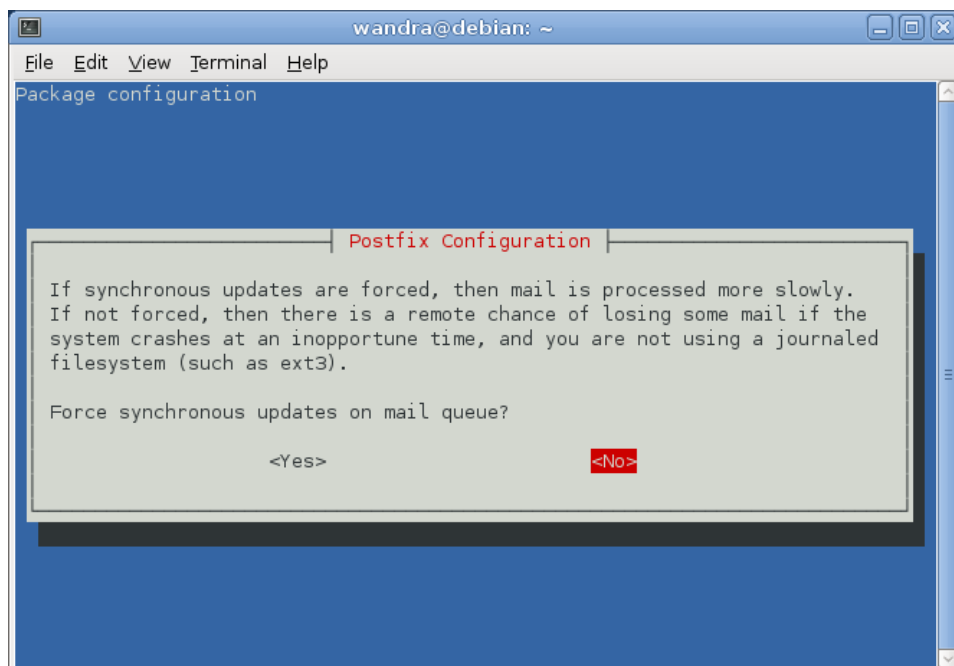 wandra@debian: ~
File Edit View Terminal Help
Package configuration
Postfix Configuration
If synchronous updates are forced, then mail is processed more slowly.
If not forced, then there is a remote chance of losing some mail if the
system crashes at an inopportune time, and you are not using a journaled
filesystem (such as ext3).
Force synchronous updates on mail queue?
<Yes> <No>